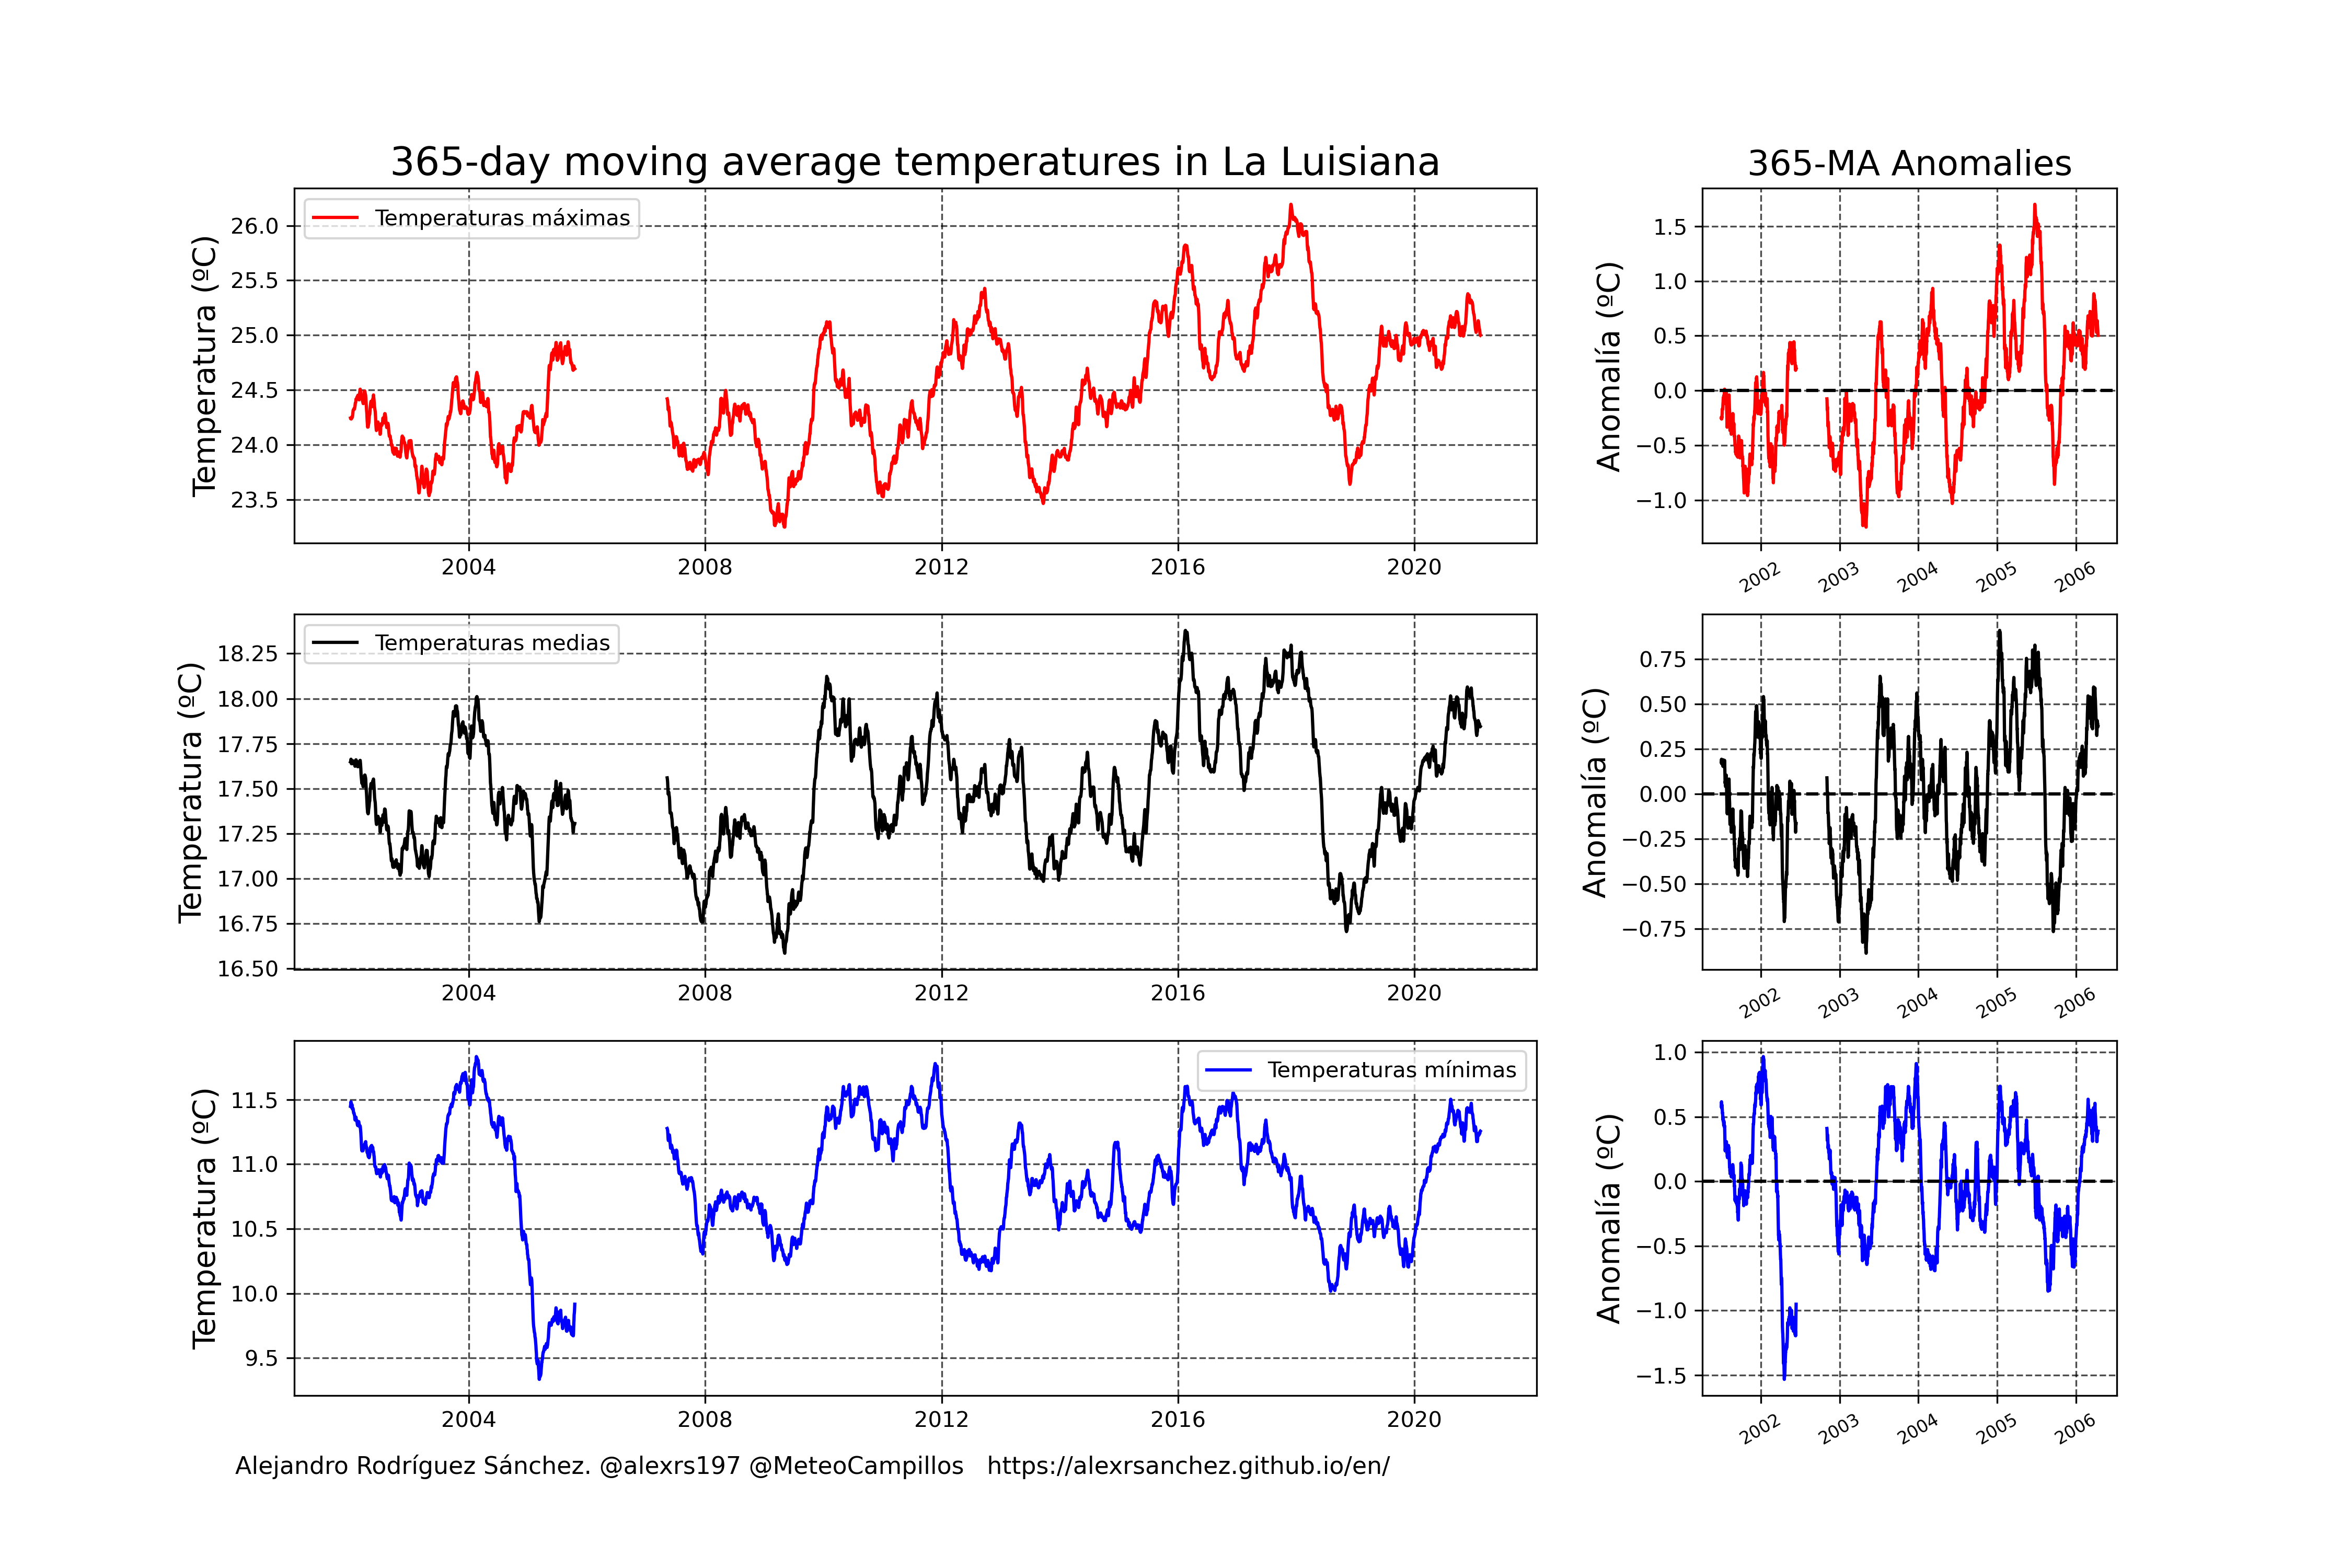 365-day moving average temperatures in La Luisiana
365-MA Anomalies
Temperaturas máximas
Temperatura (ºC)
26.0
25.5
25.0
24.5
24.0
23.5
2004 2008 2012 2016 2020
Anomalía (ºC)
1.5
1.0
0.5
0.0
−0.5
−1.0
2002 2003 2004 2005 2006
Temperaturas medias
Temperatura (ºC)
18.25
18.00
17.75
17.50
17.25
17.00
16.75
16.50
2004 2008 2012 2016 2020
Anomalía (ºC)
0.75
0.50
0.25
0.00
−0.25
−0.50
−0.75
2002 2003 2004 2005 2006
Temperaturas mínimas
Temperatura (ºC)
11.5
11.0
10.5
10.0
9.5
2004 2008 2012 2016 2020
Anomalía (ºC)
1.0
0.5
0.0
−0.5
−1.0
−1.5
2002 2003 2004 2005 2006
Alejandro Rodríguez Sánchez. @alexrs197 @MeteoCampillos https://alexrsanchez.github.io/en/